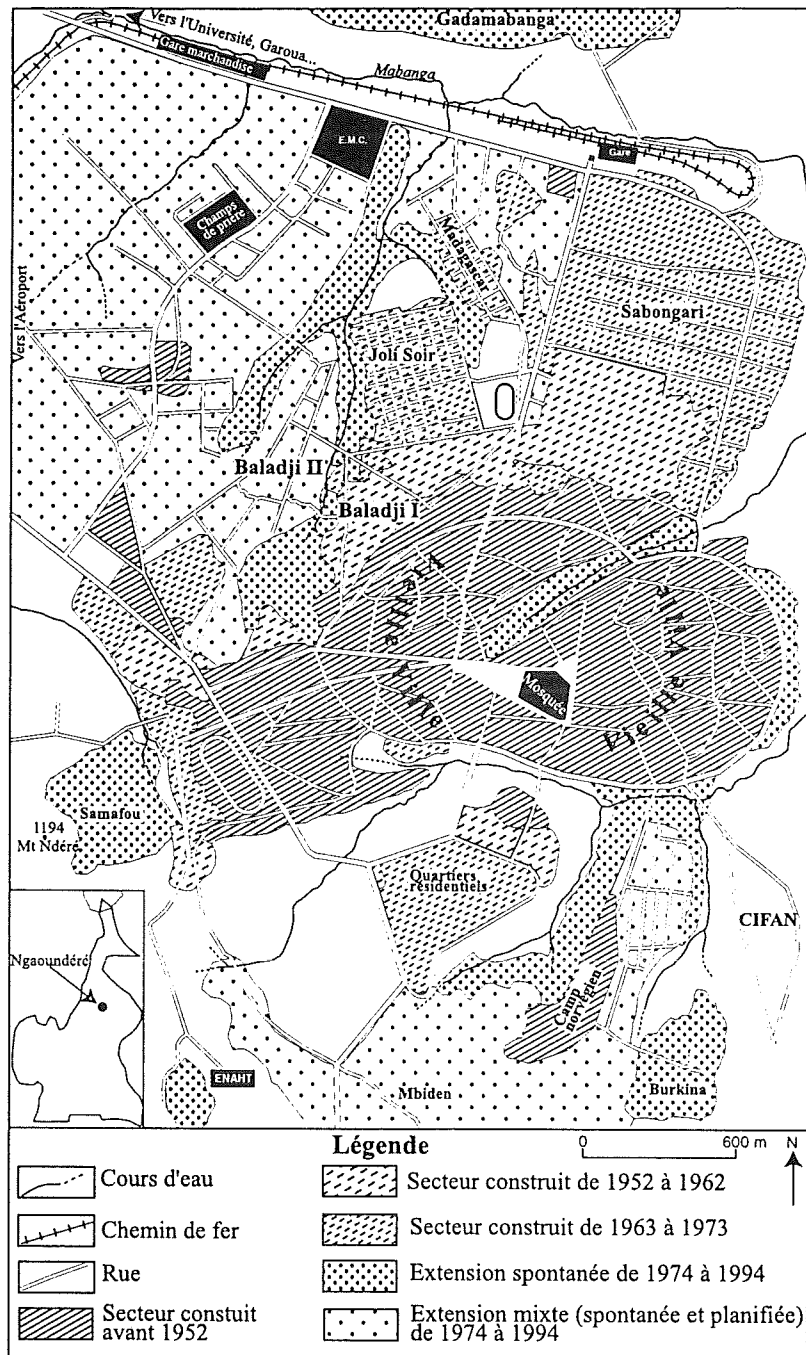 Gadamabanga
Vers l'Université, Garoua...
Gare marchandise
Mabanga
E.M.C.
Gare
Champs
de prière
Madagascar
Vers l'Aéroport
Sabongari
Joli Soir
Baladji II
Baladji I
Vieille Ville
Vieille Ville
Mosquée
Samafou
1194
Mt Ndéré
Quartiers
résidentiels
CIFAN
Ngaoundéré
Camp
norvégien
ENAHT
Mbiden
Burkina
Légende
0 600 m N
Cours d'eau
Chemin de fer
Rue
Secteur constuit
avant 1952
Secteur construit de 1952 à 1962
Secteur construit de 1963 à 1973
Extension spontanée de 1974 à 1994
Extension mixte (spontanée et planifiée)
de 1974 à 1994